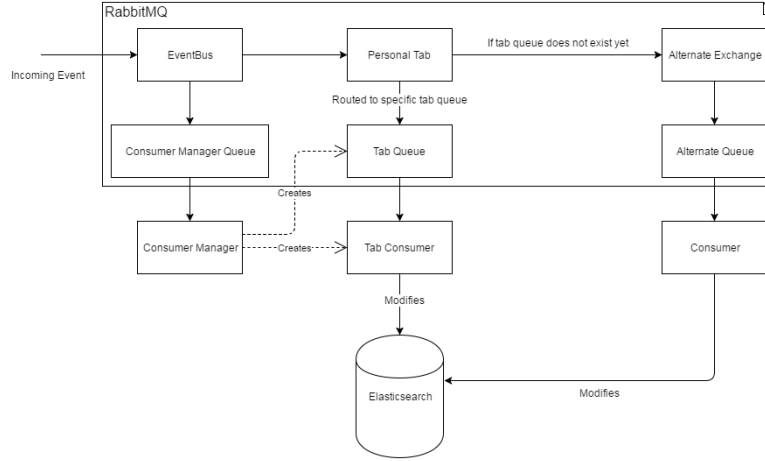 RabbitMQ
If tab queue does not exist yet
EventBus
Personal Tab
Alternate Exchange
Incoming Event
Routed to specific tab queue
Consumer Manager Queue
Tab Queue
Alternate Queue
Creates
Consumer Manager
Creates
Tab Consumer
Consumer
Modifies
Elasticsearch
Modifies